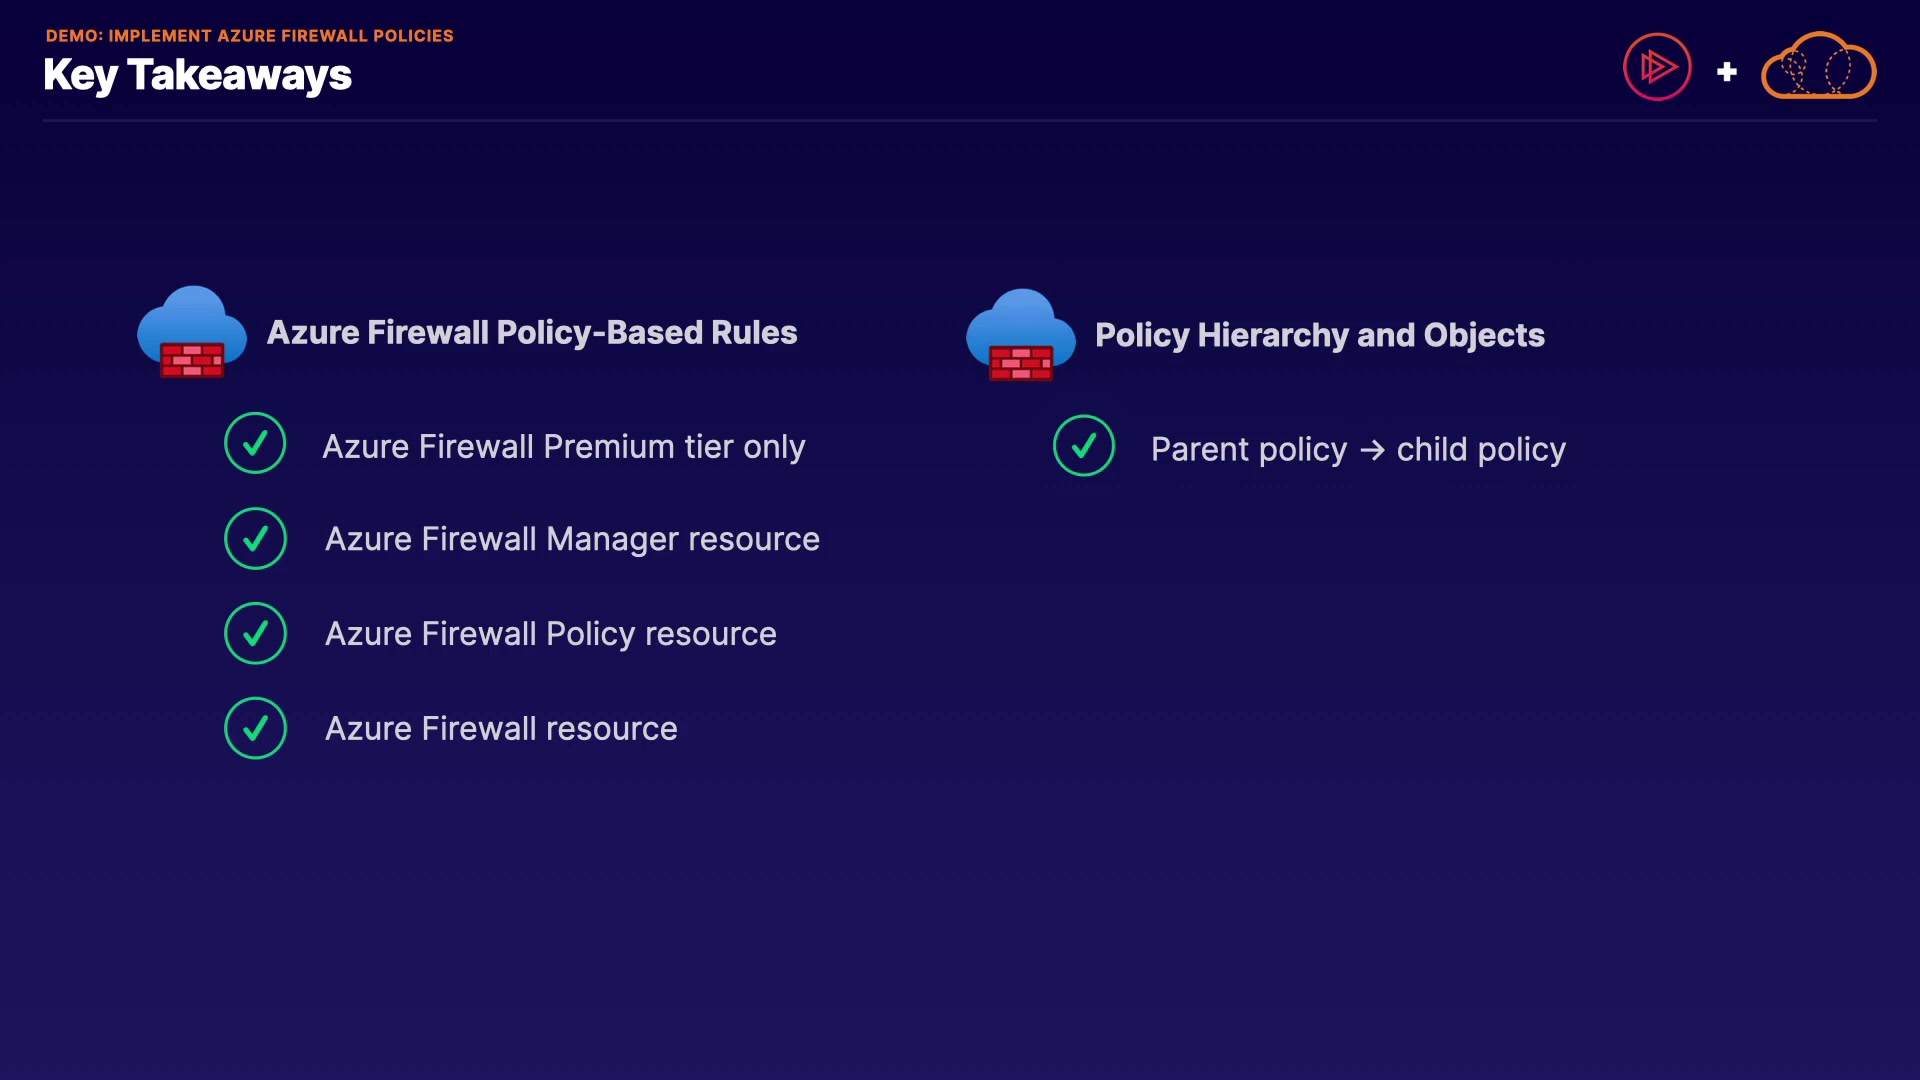 DEMO: IMPLEMENT AZURE FIREWALL POLICIES
Key Takeaways
Azure Firewall Policy-Based Rules
Azure Firewall Premium tier only
Azure Firewall Manager resource
Azure Firewall Policy resource
Azure Firewall resource
Policy Hierarchy and Objects
Parent policy → child policy